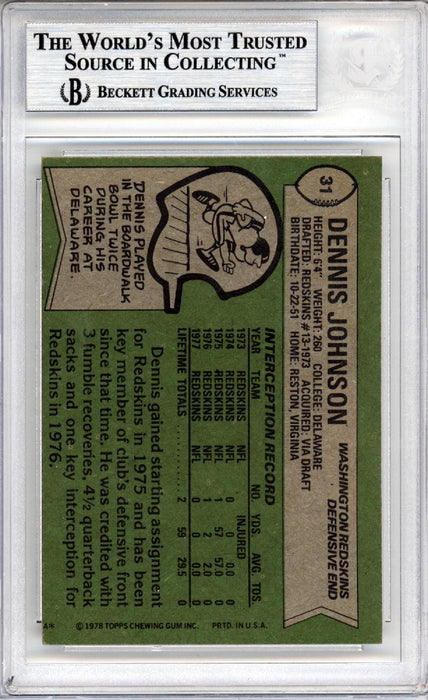 THE WORLD'S MOST TRUSTED
SOURCE IN COLLECTING™
B BECKETT GRADING SERVICES
31
DENNIS JOHNSON
WASHINGTON REDSKINS
DEFENSIVE END
HEIGHT: 6'4" WEIGHT: 260 COLLEGE: DELAWARE
DRAFTED: REDSKINS #13-1973 ACQUIRED: VIA DRAFT
BIRTHDATE: 10-22-51 HOME: RESTON, VIRGINIA
INTERCEPTION RECORD
YEAR TEAM NO. YDS. AVG. TDS.
1973 REDSKINS NFL INJURED
1974 REDSKINS NFL 0 0 0.0 0
1975 REDSKINS NFL 1 57 57.0 0
1976 REDSKINS NFL 1 2 2.0 0
1977 REDSKINS NFL 0 0 0.0 0
LIFETIME TOTALS 2 59 29.5 0
DENNIS PLAYED
IN THE BOARDWALK
BOWL TWICE
DURING HIS
CAREER AT
DELAWARE.
Dennis gained starting assignment
for Redskins in 1975 and has been
key member of club's defensive front
since that time. He was credited with
3 fumble recoveries, 4½ quarterback
sacks and one key interception for
Redskins in 1976.
A* © 1978 TOPPS CHEWING GUM INC. PRTD. IN U.S.A.